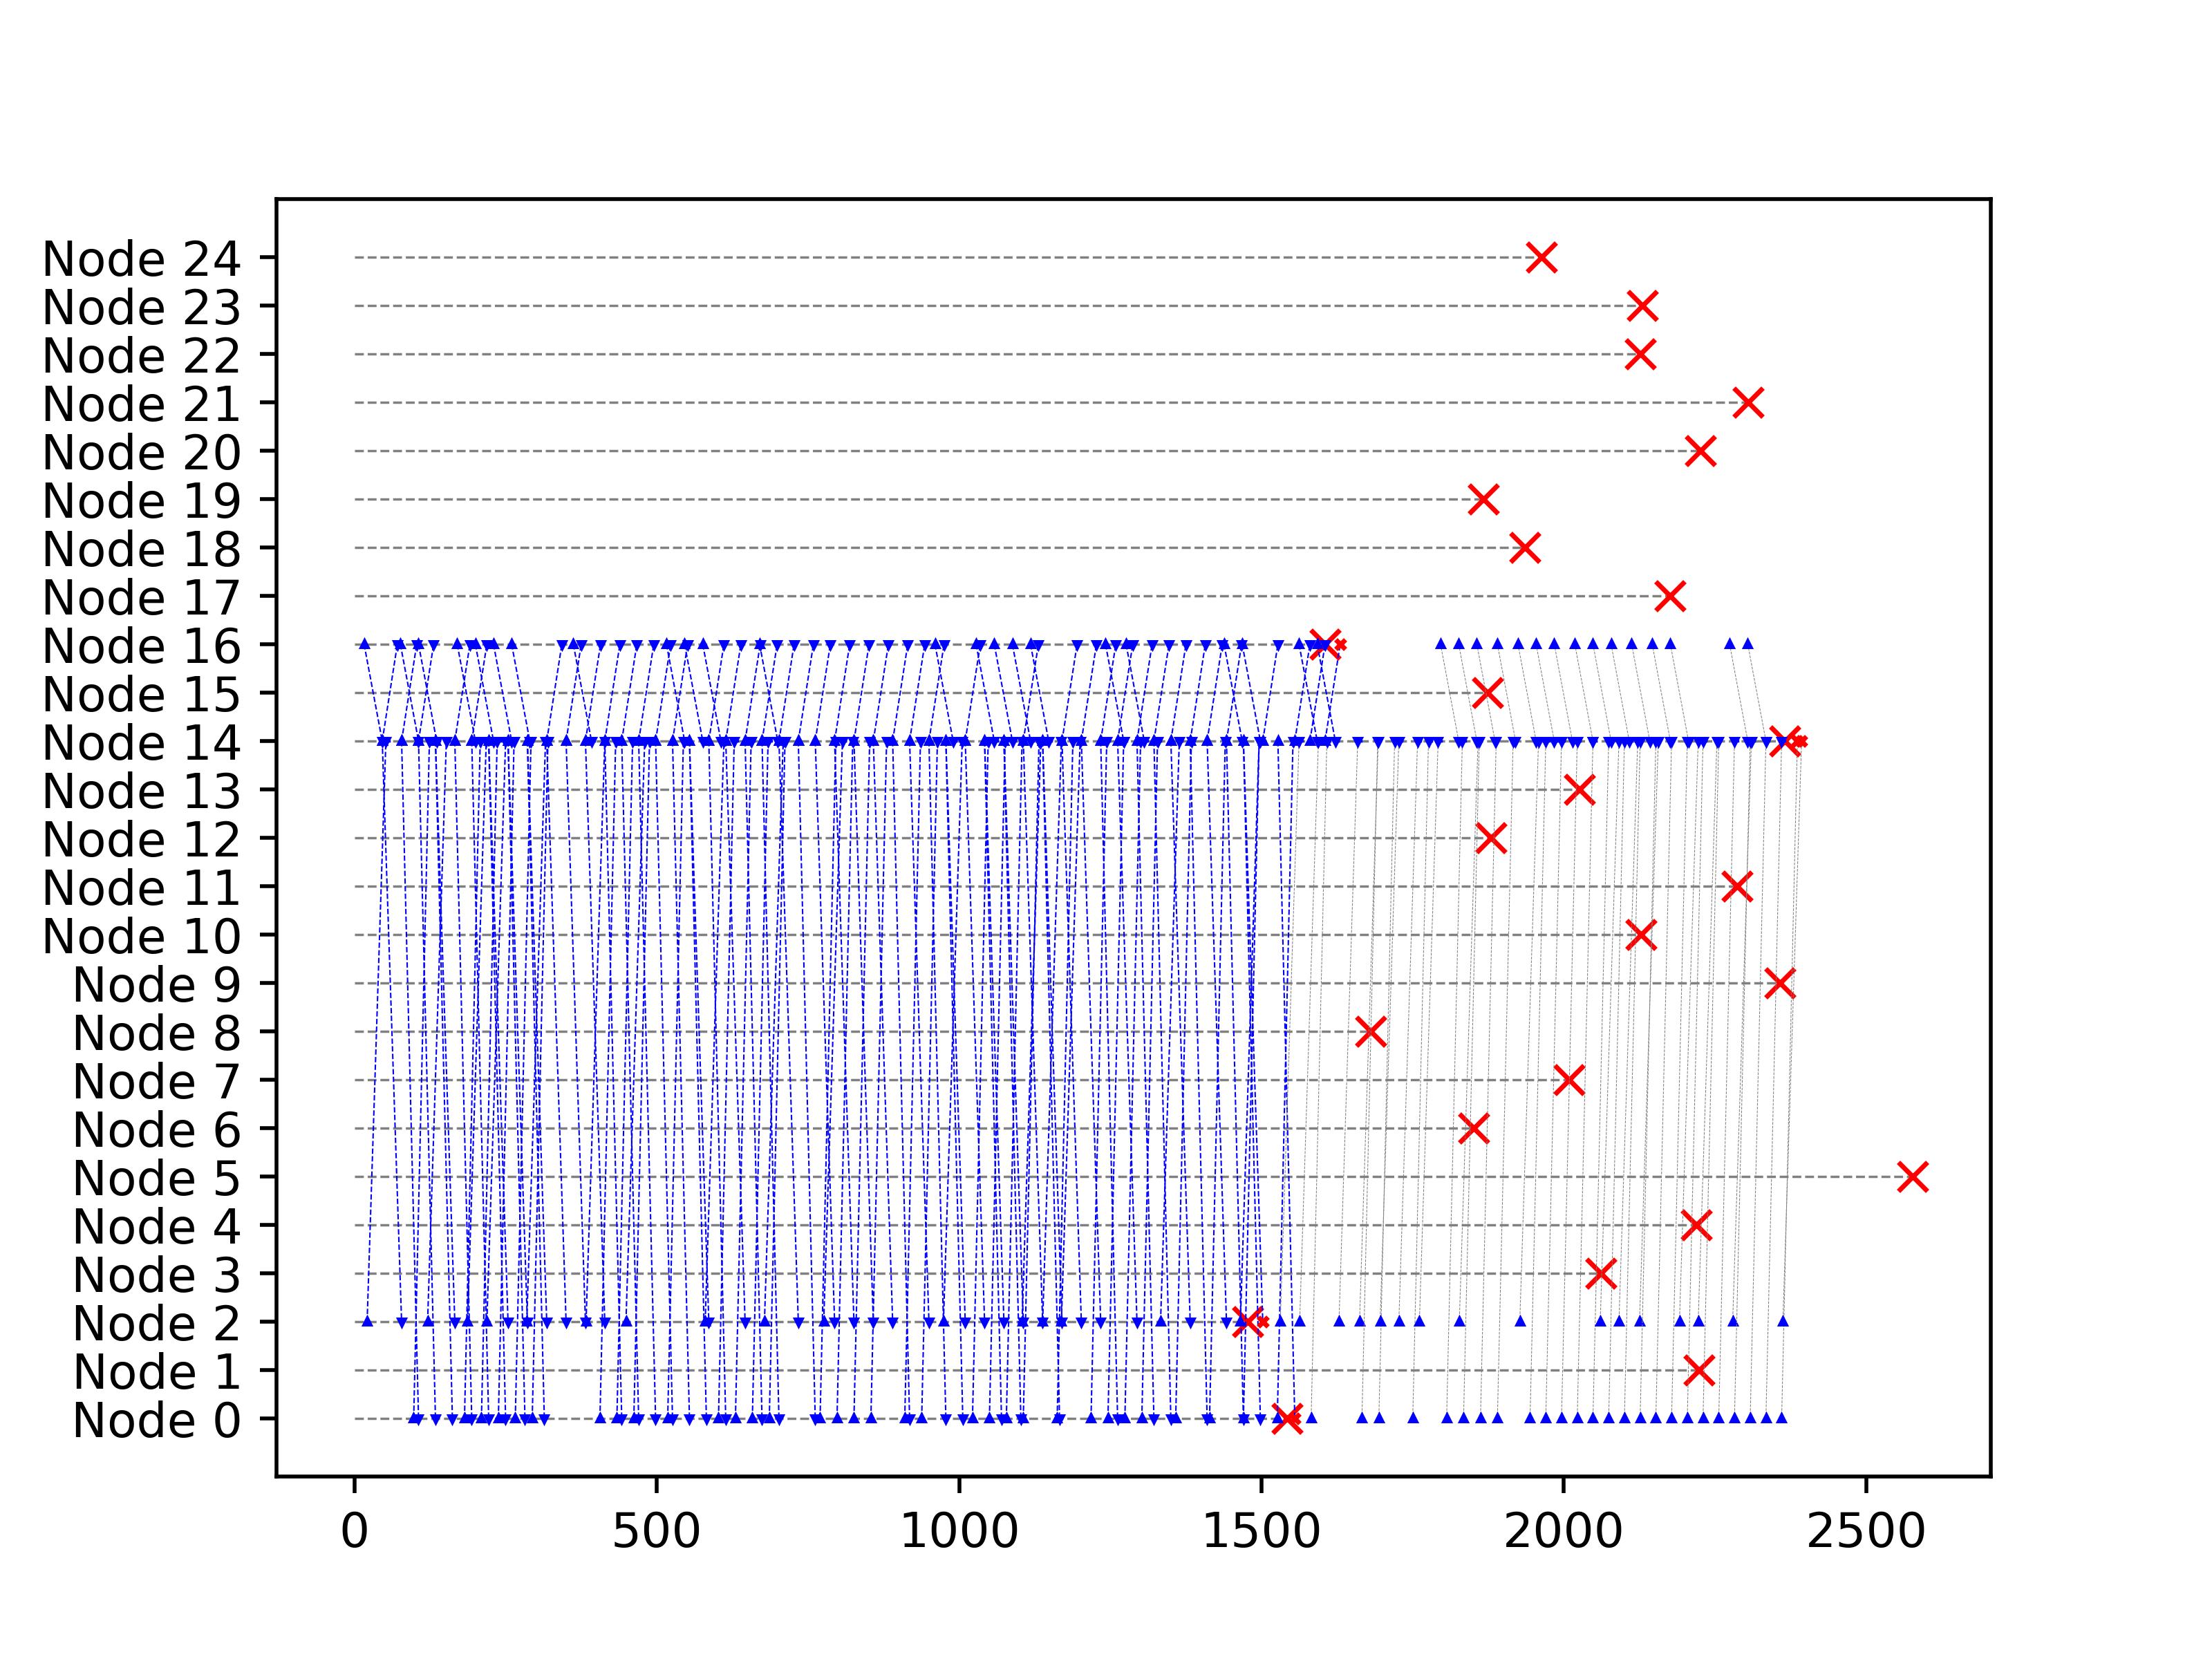 Node 24
Node 23
Node 22
Node 21
Node 20
Node 19
Node 18
Node 17
Node 16
Node 15
Node 14
Node 13
Node 12
Node 11
Node 10
Node 9
Node 8
Node 7
Node 6
Node 5
Node 4
Node 3
Node 2
Node 1
Node 0
0 500 1000 1500 2000 2500